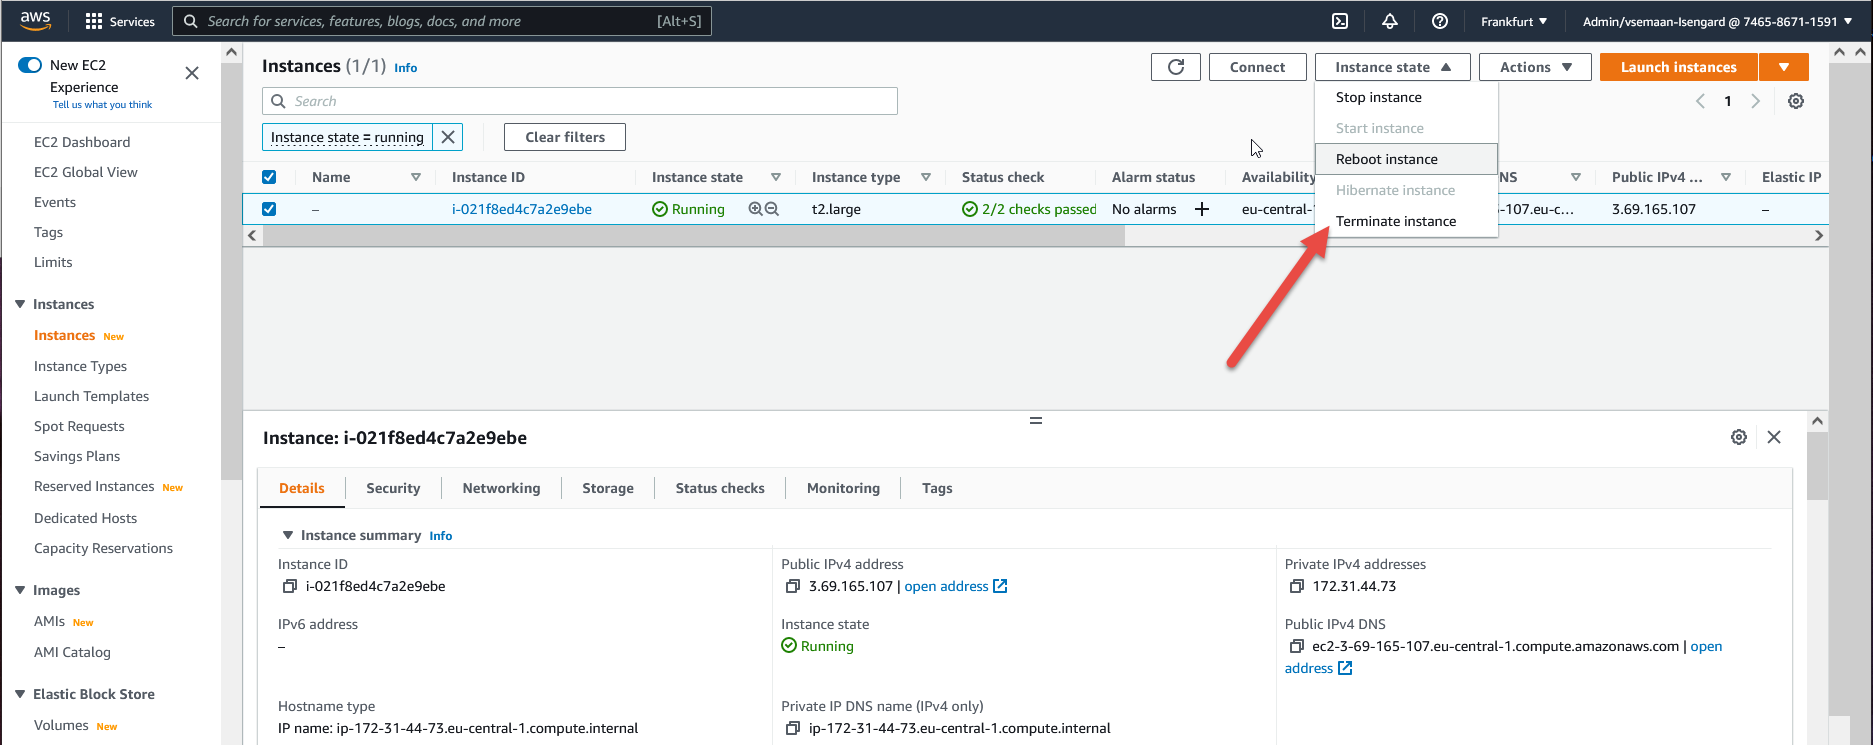 aws
Services
Search for services, features, blogs, docs, and more
[Alt+S]
Frankfurt
Admin/vsemaan-Isengard @ 7465-8671-1591
New EC2
Experience
Tell us what you think
EC2 Dashboard
EC2 Global View
Events
Tags
Limits
Instances
Instances New
Instance Types
Launch Templates
Spot Requests
Savings Plans
Reserved Instances New
Dedicated Hosts
Capacity Reservations
Images
AMIs New
AMI Catalog
Elastic Block Store
Volumes New
Instances (1/1) Info
Connect
Instance state
Actions
Launch instances
Search
1
Instance state = running
Clear filters
Stop instance
Start instance
Reboot instance
Hibernate instance
Terminate instance
Name Instance ID Instance state Instance type Status check Alarm status Availability NS Public IPv4 ... Elastic IP
– i-021f8ed4c7a2e9ebe Running t2.large 2/2 checks passed No alarms + eu-central-1 -107.eu-c... 3.69.165.107 –
Instance: i-021f8ed4c7a2e9ebe
Details Security Networking Storage Status checks Monitoring Tags
Instance summary Info
Instance ID
i-021f8ed4c7a2e9ebe
Public IPv4 address
3.69.165.107 | open address
Private IPv4 addresses
172.31.44.73
IPv6 address
–
Instance state
Running
Public IPv4 DNS
ec2-3-69-165-107.eu-central-1.compute.amazonaws.com | open
address
Hostname type
IP name: ip-172-31-44-73.eu-central-1.compute.internal
Private IP DNS name (IPv4 only)
ip-172-31-44-73.eu-central-1.compute.internal